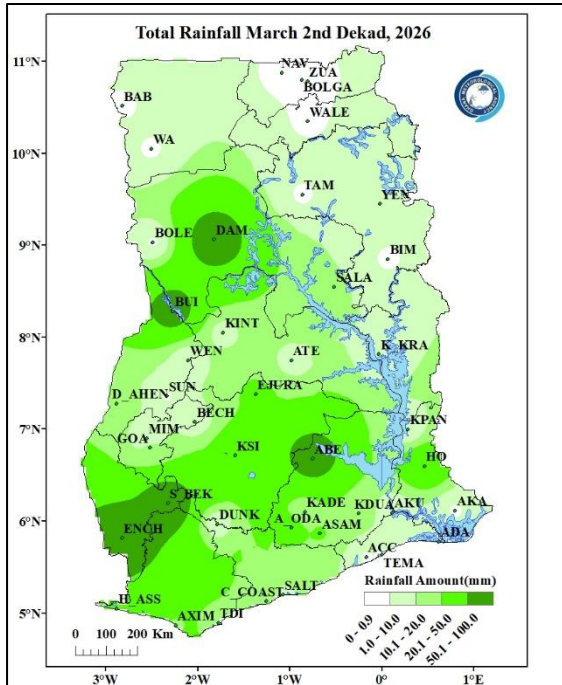 Total Rainfall March 2nd Dekad, 2026
11°N
10°N
9°N
8°N
7°N
6°N
5°N
NAV
ZUA
BOLGA
BAB
WALE
WA
TAM
YEN
BOLE
DAM
BIM
SALA
BUI
KINT
WEN
ATE
K_KRA
D_AHEN
SUN
EJURA
BECH
KPAN
GOA
MIM
KSI
ABE
HO
S_BEK
KADE
KDUA
AKU
AKA
ENCH
DUNK
A_ODA
ASAM
ADA
ACC
TEMA
C_COAST
SALT
H_ASS
AXIM
TDI
Rainfall Amount(mm)
0 - 0.9
1.0 - 10.0
10.1 - 20.0
20.1 - 50.0
50.1 - 100.0
0 50 100 200 Km
3°W
2°W
1°W
0°
1°E